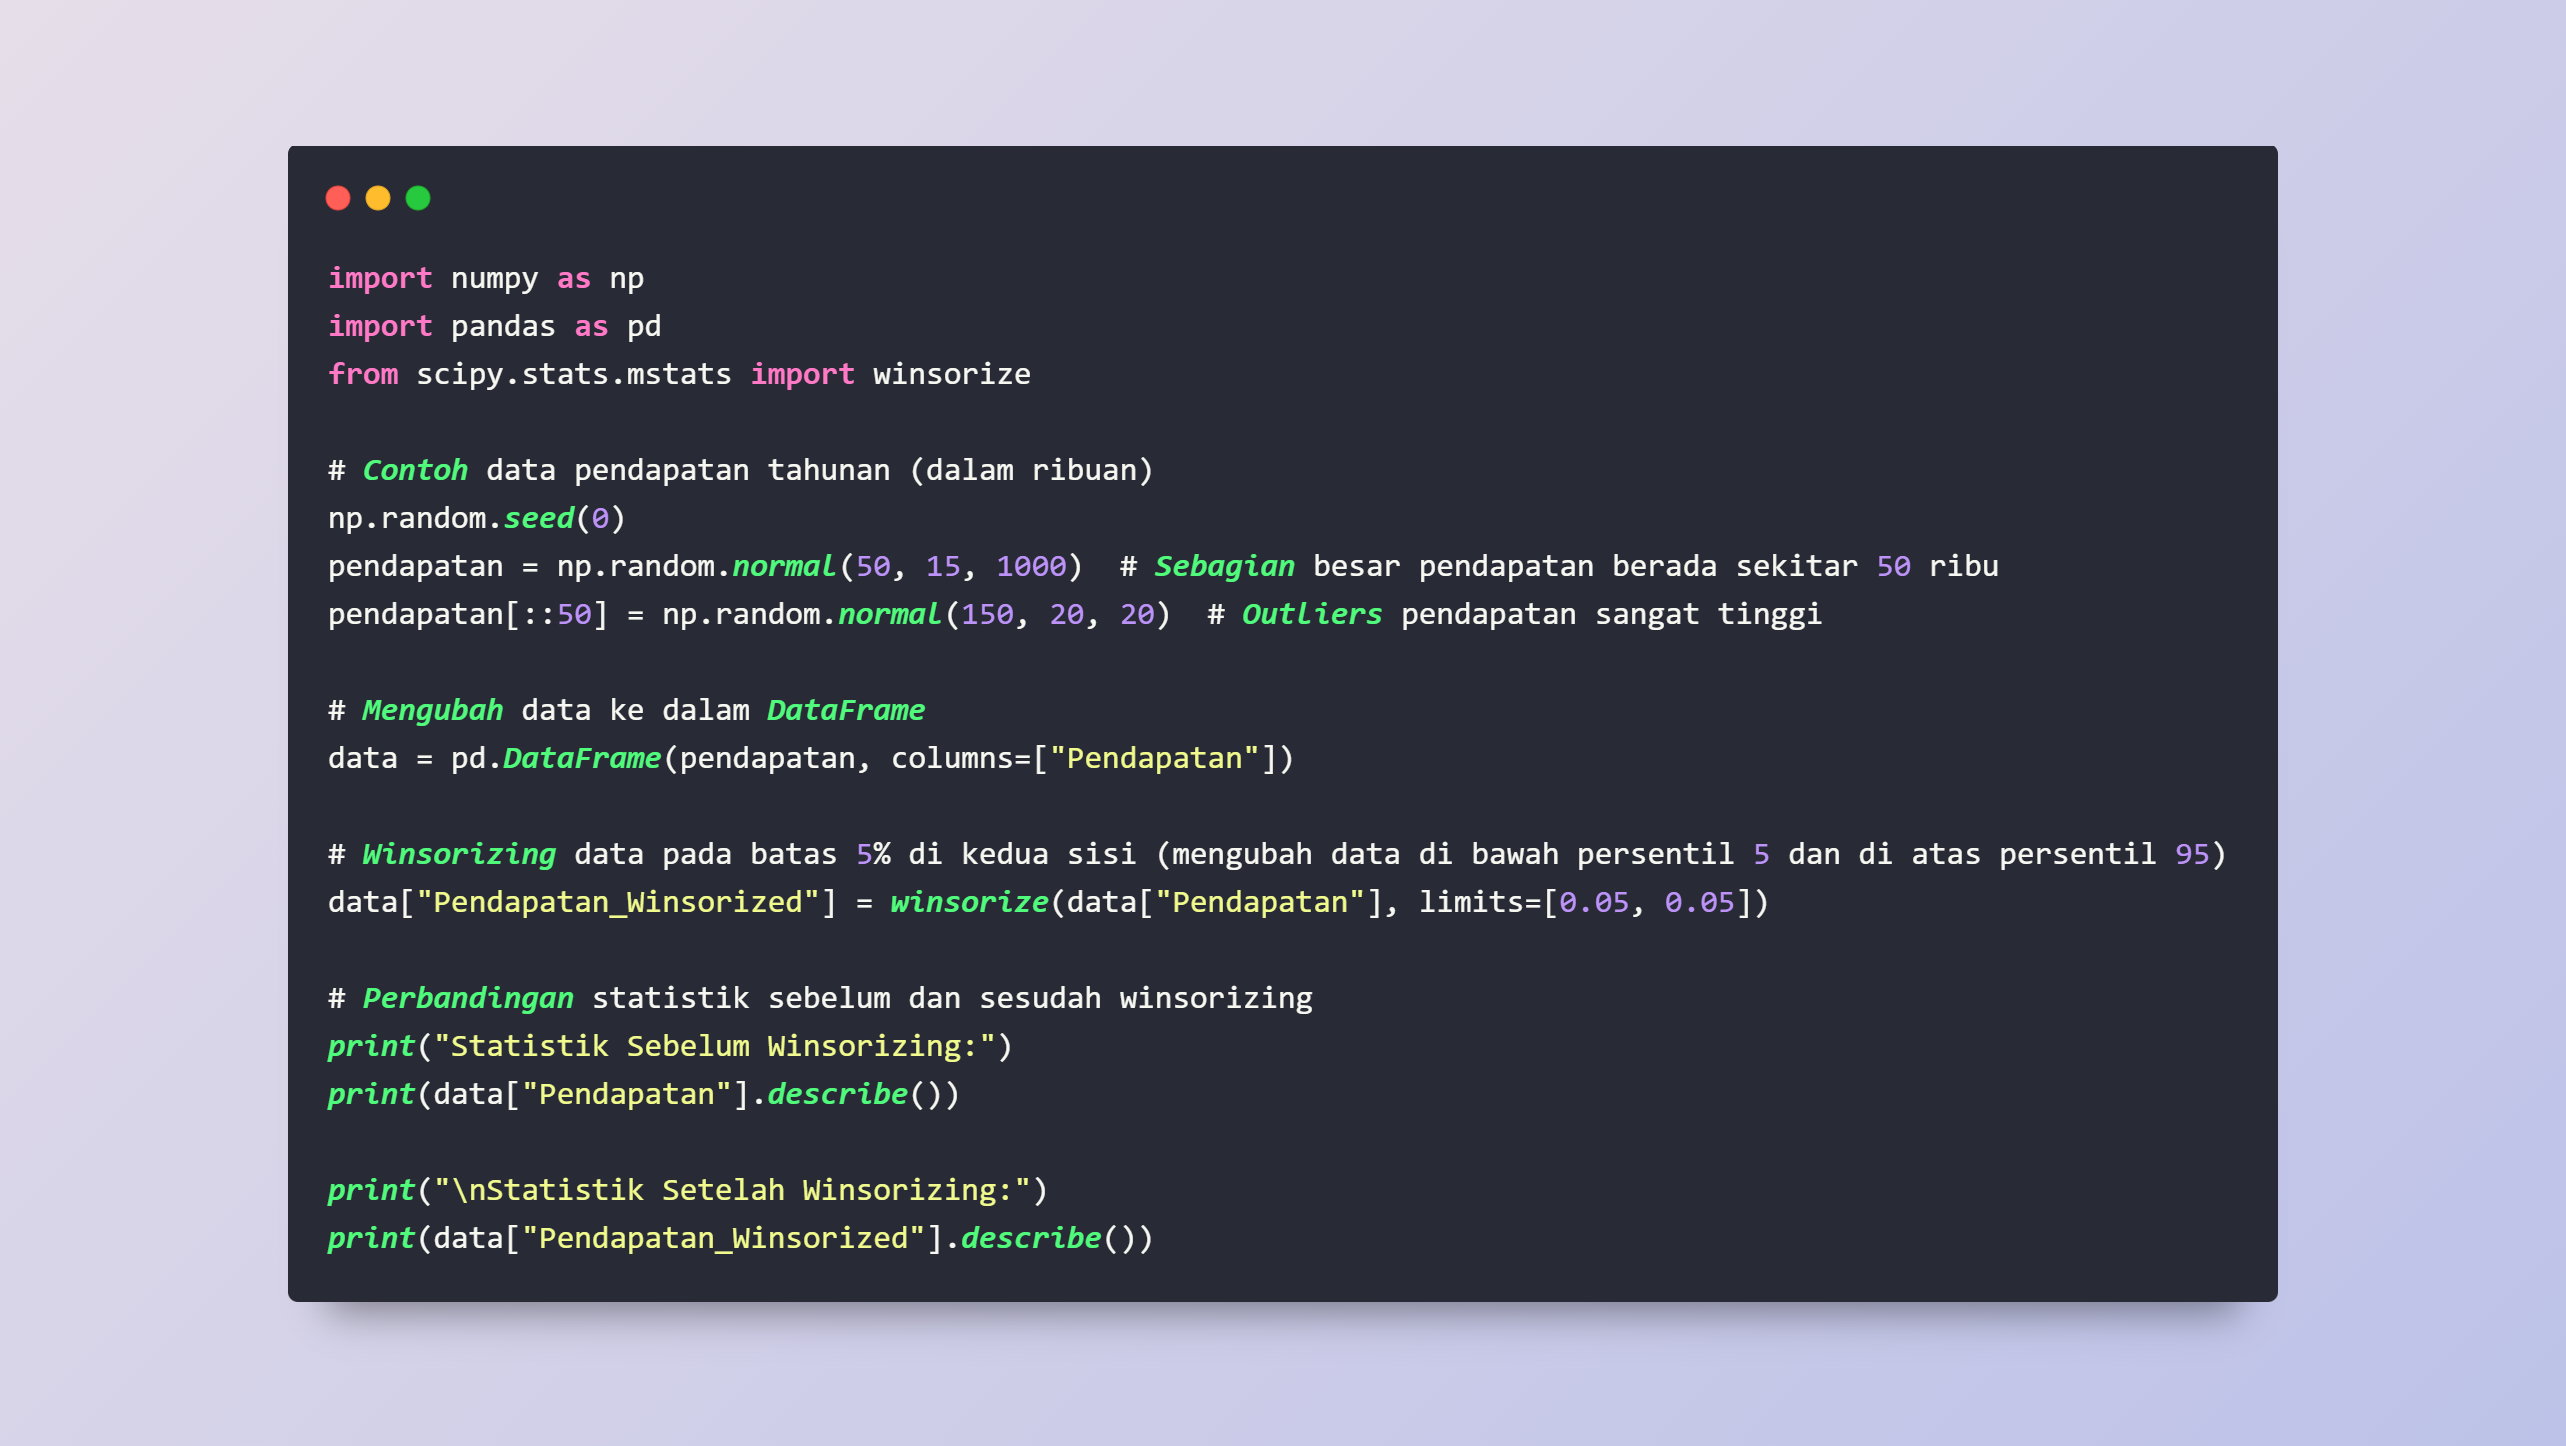 import numpy as np
import pandas as pd
from scipy.stats.mstats import winsorize
# Contoh data pendapatan tahunan (dalam ribuan)
np.random.seed(0)
pendapatan = np.random.normal(50, 15, 1000)  # Sebagian besar pendapatan berada sekitar 50 ribu
pendapatan[::50] = np.random.normal(150, 20, 20)  # Outliers pendapatan sangat tinggi
# Mengubah data ke dalam DataFrame
data = pd.DataFrame(pendapatan, columns=["Pendapatan"])
# Winsorizing data pada batas 5% di kedua sisi (mengubah data di bawah persentil 5 dan di atas persentil 95)
data["Pendapatan_Winsorized"] = winsorize(data["Pendapatan"], limits=[0.05, 0.05])
# Perbandingan statistik sebelum dan sesudah winsorizing
print("Statistik Sebelum Winsorizing:")
print(data["Pendapatan"].describe())
print("\nStatistik Setelah Winsorizing:")
print(data["Pendapatan_Winsorized"].describe())